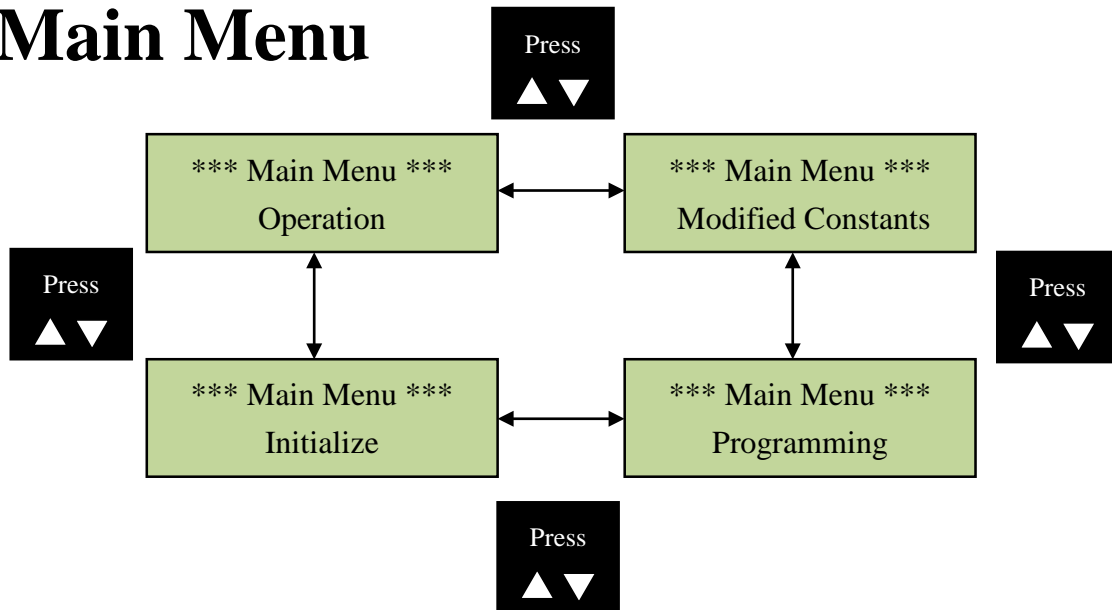 Main Menu
Press
*** Main Menu ***
Operation
*** Main Menu ***
Modified Constants
Press
Press
*** Main Menu ***
Initialize
*** Main Menu ***
Programming
Press